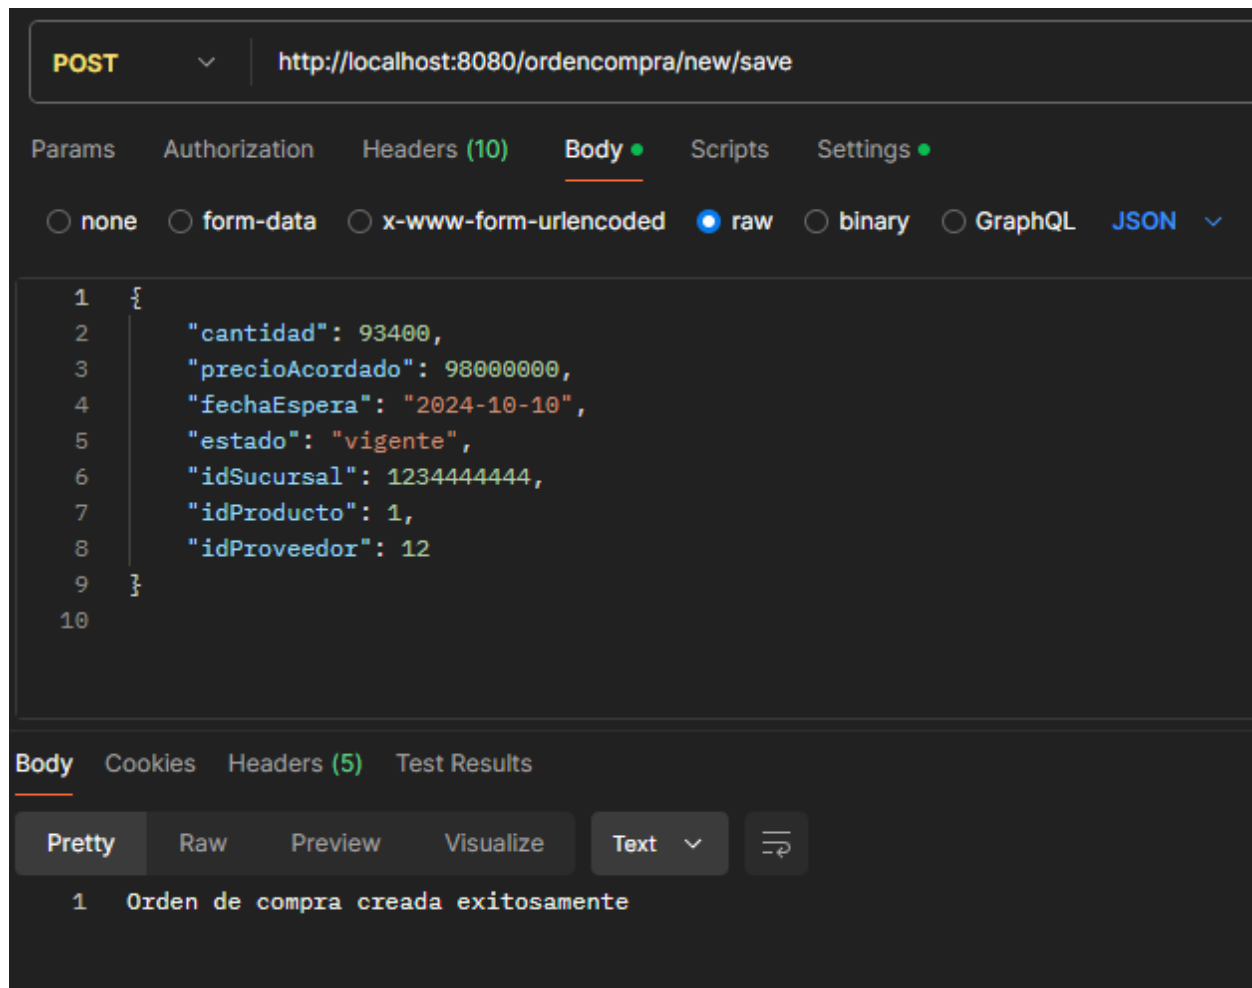 POST http://localhost:8080/ordencompra/new/save
Params Authorization Headers (10) Body Scripts Settings
none form-data x-www-form-urlencoded raw binary GraphQL JSON
1 {
2 "cantidad": 93400,
3 "precioAcordado": 98000000,
4 "fechaEspera": "2024-10-10",
5 "estado": "vigente",
6 "idSucursal": 1234444444,
7 "idProducto": 1,
8 "idProveedor": 12
9 }
10
Body Cookies Headers (5) Test Results
Pretty Raw Preview Visualize Text
1 Orden de compra creada exitosamente